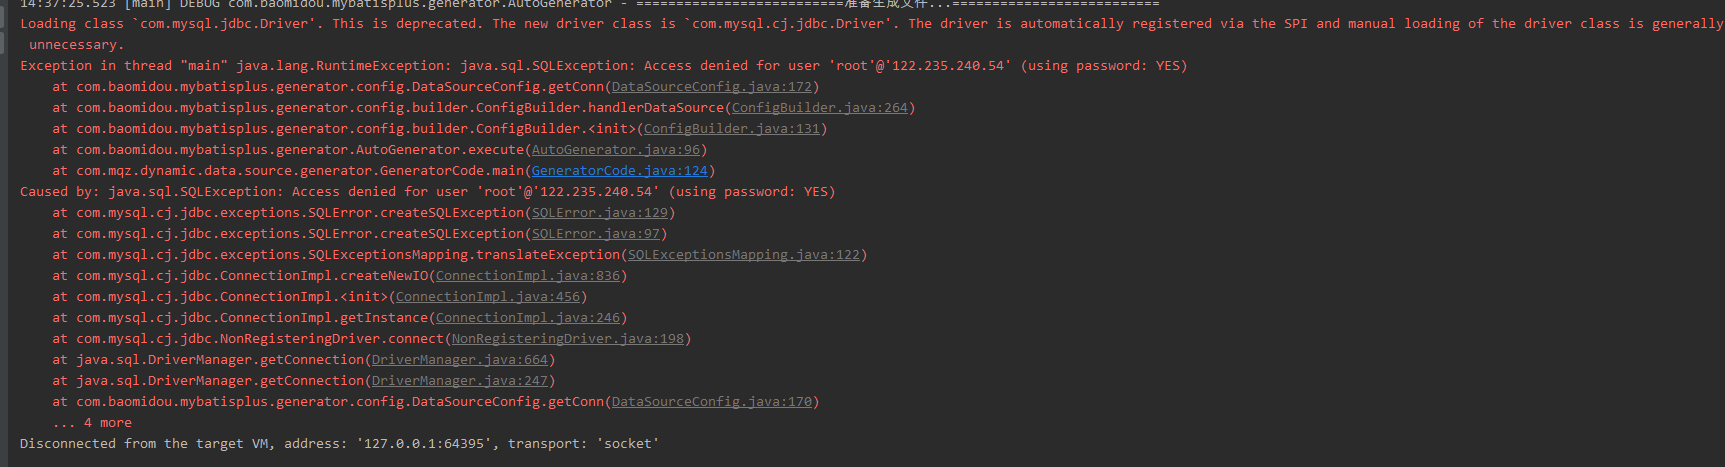 14:37:25.523 [main] DEBUG com.baomidou.mybatisplus.generator.AutoGenerator - ==========================准备生成文件...==========================
Loading class `com.mysql.jdbc.Driver'. This is deprecated. The new driver class is `com.mysql.cj.jdbc.Driver'. The driver is automatically registered via the SPI and manual loading of the driver class is generally
unnecessary.
Exception in thread "main" java.lang.RuntimeException: java.sql.SQLException: Access denied for user 'root'@'122.235.240.54' (using password: YES)
at com.baomidou.mybatisplus.generator.config.DataSourceConfig.getConn(DataSourceConfig.java:172)
at com.baomidou.mybatisplus.generator.config.builder.ConfigBuilder.handlerDataSource(ConfigBuilder.java:264)
at com.baomidou.mybatisplus.generator.config.builder.ConfigBuilder.<init>(ConfigBuilder.java:131)
at com.baomidou.mybatisplus.generator.AutoGenerator.execute(AutoGenerator.java:96)
at com.mqz.dynamic.data.source.generator.GeneratorCode.main(GeneratorCode.java:124)
Caused by: java.sql.SQLException: Access denied for user 'root'@'122.235.240.54' (using password: YES)
at com.mysql.cj.jdbc.exceptions.SQLError.createSQLException(SQLError.java:129)
at com.mysql.cj.jdbc.exceptions.SQLError.createSQLException(SQLError.java:97)
at com.mysql.cj.jdbc.exceptions.SQLExceptionsMapping.translateException(SQLExceptionsMapping.java:122)
at com.mysql.cj.jdbc.ConnectionImpl.createNewIO(ConnectionImpl.java:836)
at com.mysql.cj.jdbc.ConnectionImpl.<init>(ConnectionImpl.java:456)
at com.mysql.cj.jdbc.ConnectionImpl.getInstance(ConnectionImpl.java:246)
at com.mysql.cj.jdbc.NonRegisteringDriver.connect(NonRegisteringDriver.java:198)
at java.sql.DriverManager.getConnection(DriverManager.java:664)
at java.sql.DriverManager.getConnection(DriverManager.java:247)
at com.baomidou.mybatisplus.generator.config.DataSourceConfig.getConn(DataSourceConfig.java:170)
... 4 more
Disconnected from the target VM, address: '127.0.0.1:64395', transport: 'socket'